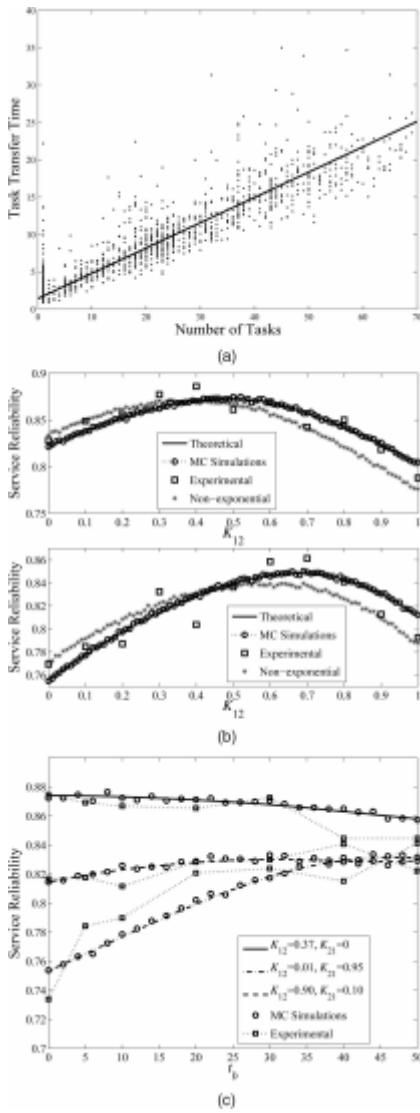 40
35
30
25
20
15
10
5
0
Task Transfer Time
0 10 20 30 40 50 60 70
Number of Tasks
(a)
0.9
0.85
0.8
0.75
Service Reliability
Theoretical
MC Simulations
Experimental
Non-exponential
0 0.1 0.2 0.3 0.4 0.5 0.6 0.7 0.8 0.9 1
K12
0.86
0.84
0.82
0.8
0.78
0.76
Service Reliability
Theoretical
MC Simulations
Experimental
Non-exponential
0 0.1 0.2 0.3 0.4 0.5 0.6 0.7 0.8 0.9 1
K12
(b)
0.88
0.86
0.84
0.82
0.8
0.78
0.76
0.74
0.72
0.7
Service Reliability
K12=0.37, K21=0
K12=0.01, K21=0.95
K12=0.90, K21=0.10
MC Simulations
Experimental
0 5 10 15 20 25 30 35 40 45 50
tb
(c)